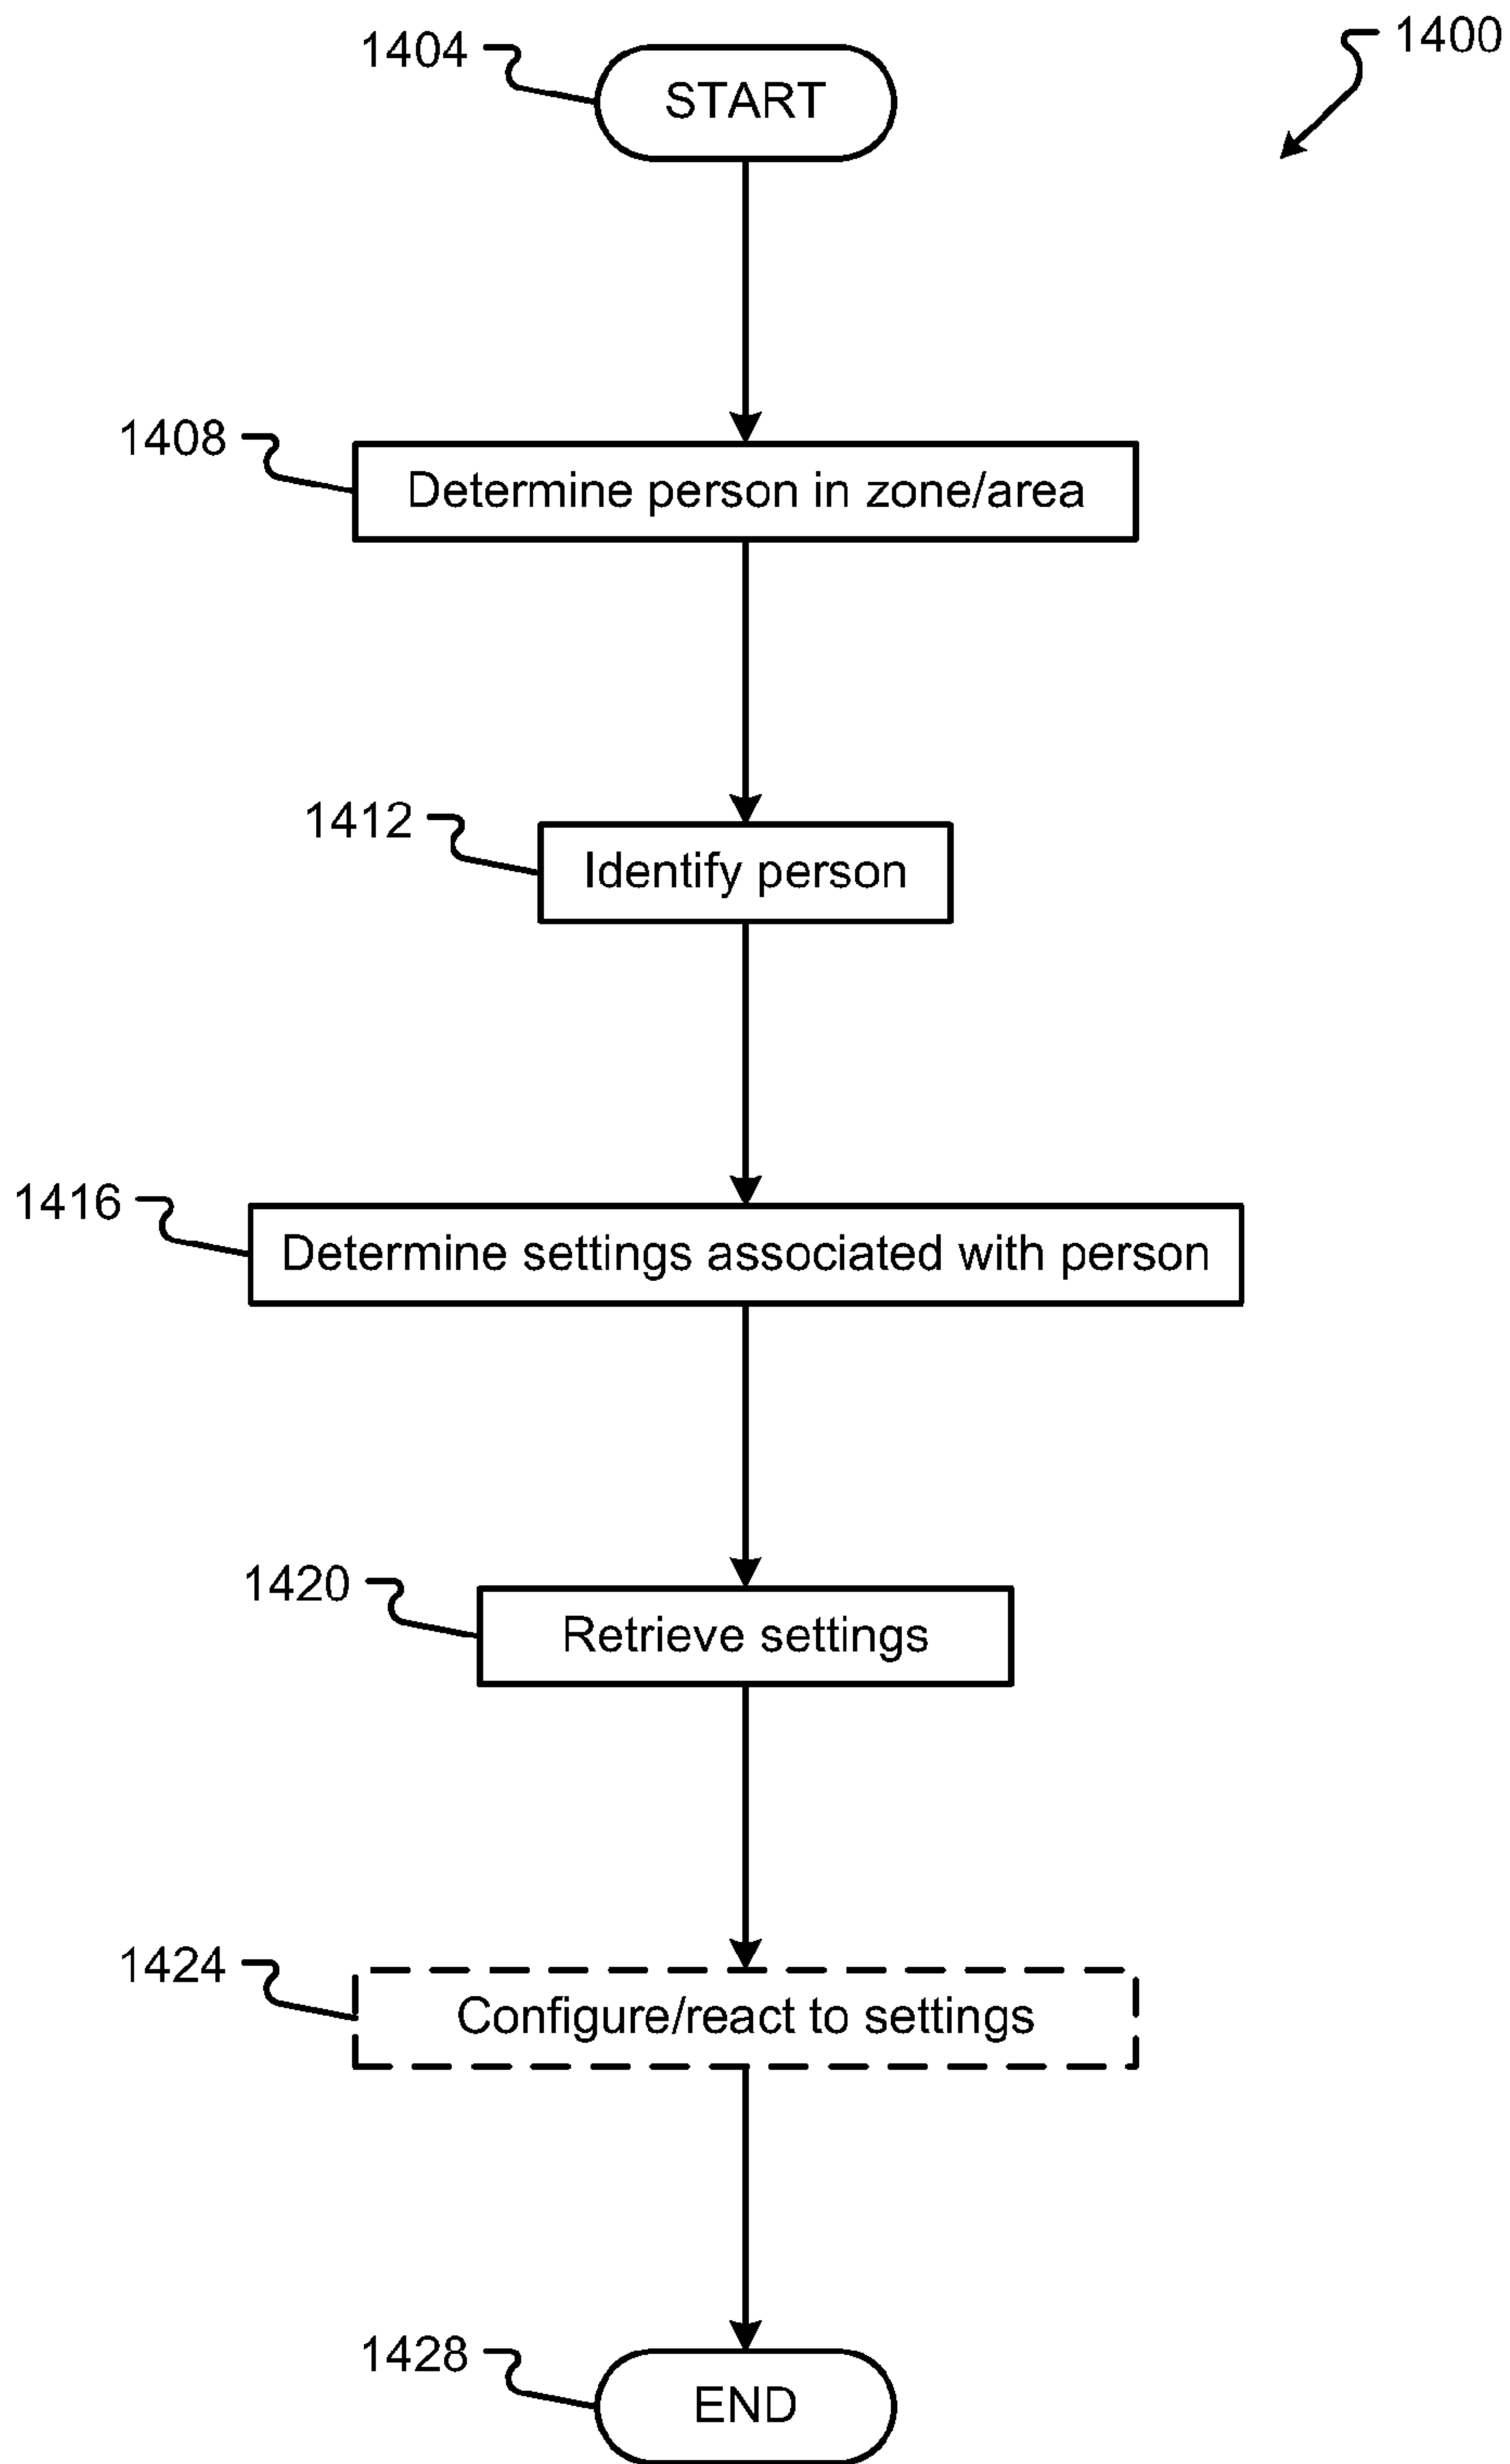 1400
1404
START
1408
Determine person in zone/area
1412
Identify person
1416
Determine settings associated with person
1420
Retrieve settings
1424
Configure/react to settings
1428
END